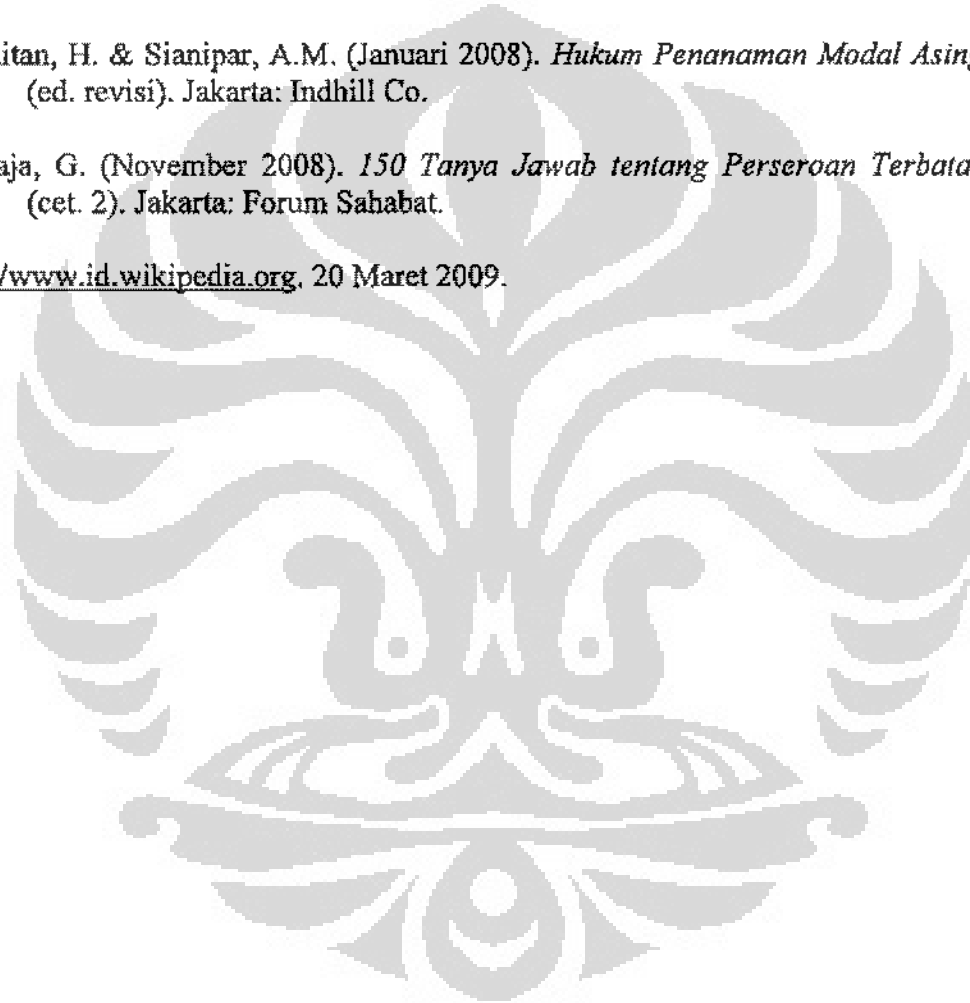 itan, H. & Sianipar, A.M. (Januari 2008). Hukum Penanaman Modal Asing
(ed. revisi). Jakarta: Indhill Co.
aja, G. (November 2008). 150 Tanya Jawab tentang Perseroan Terbata
(cet. 2). Jakarta: Forum Sahabat.
/www.id.wikipedia.org, 20 Maret 2009.